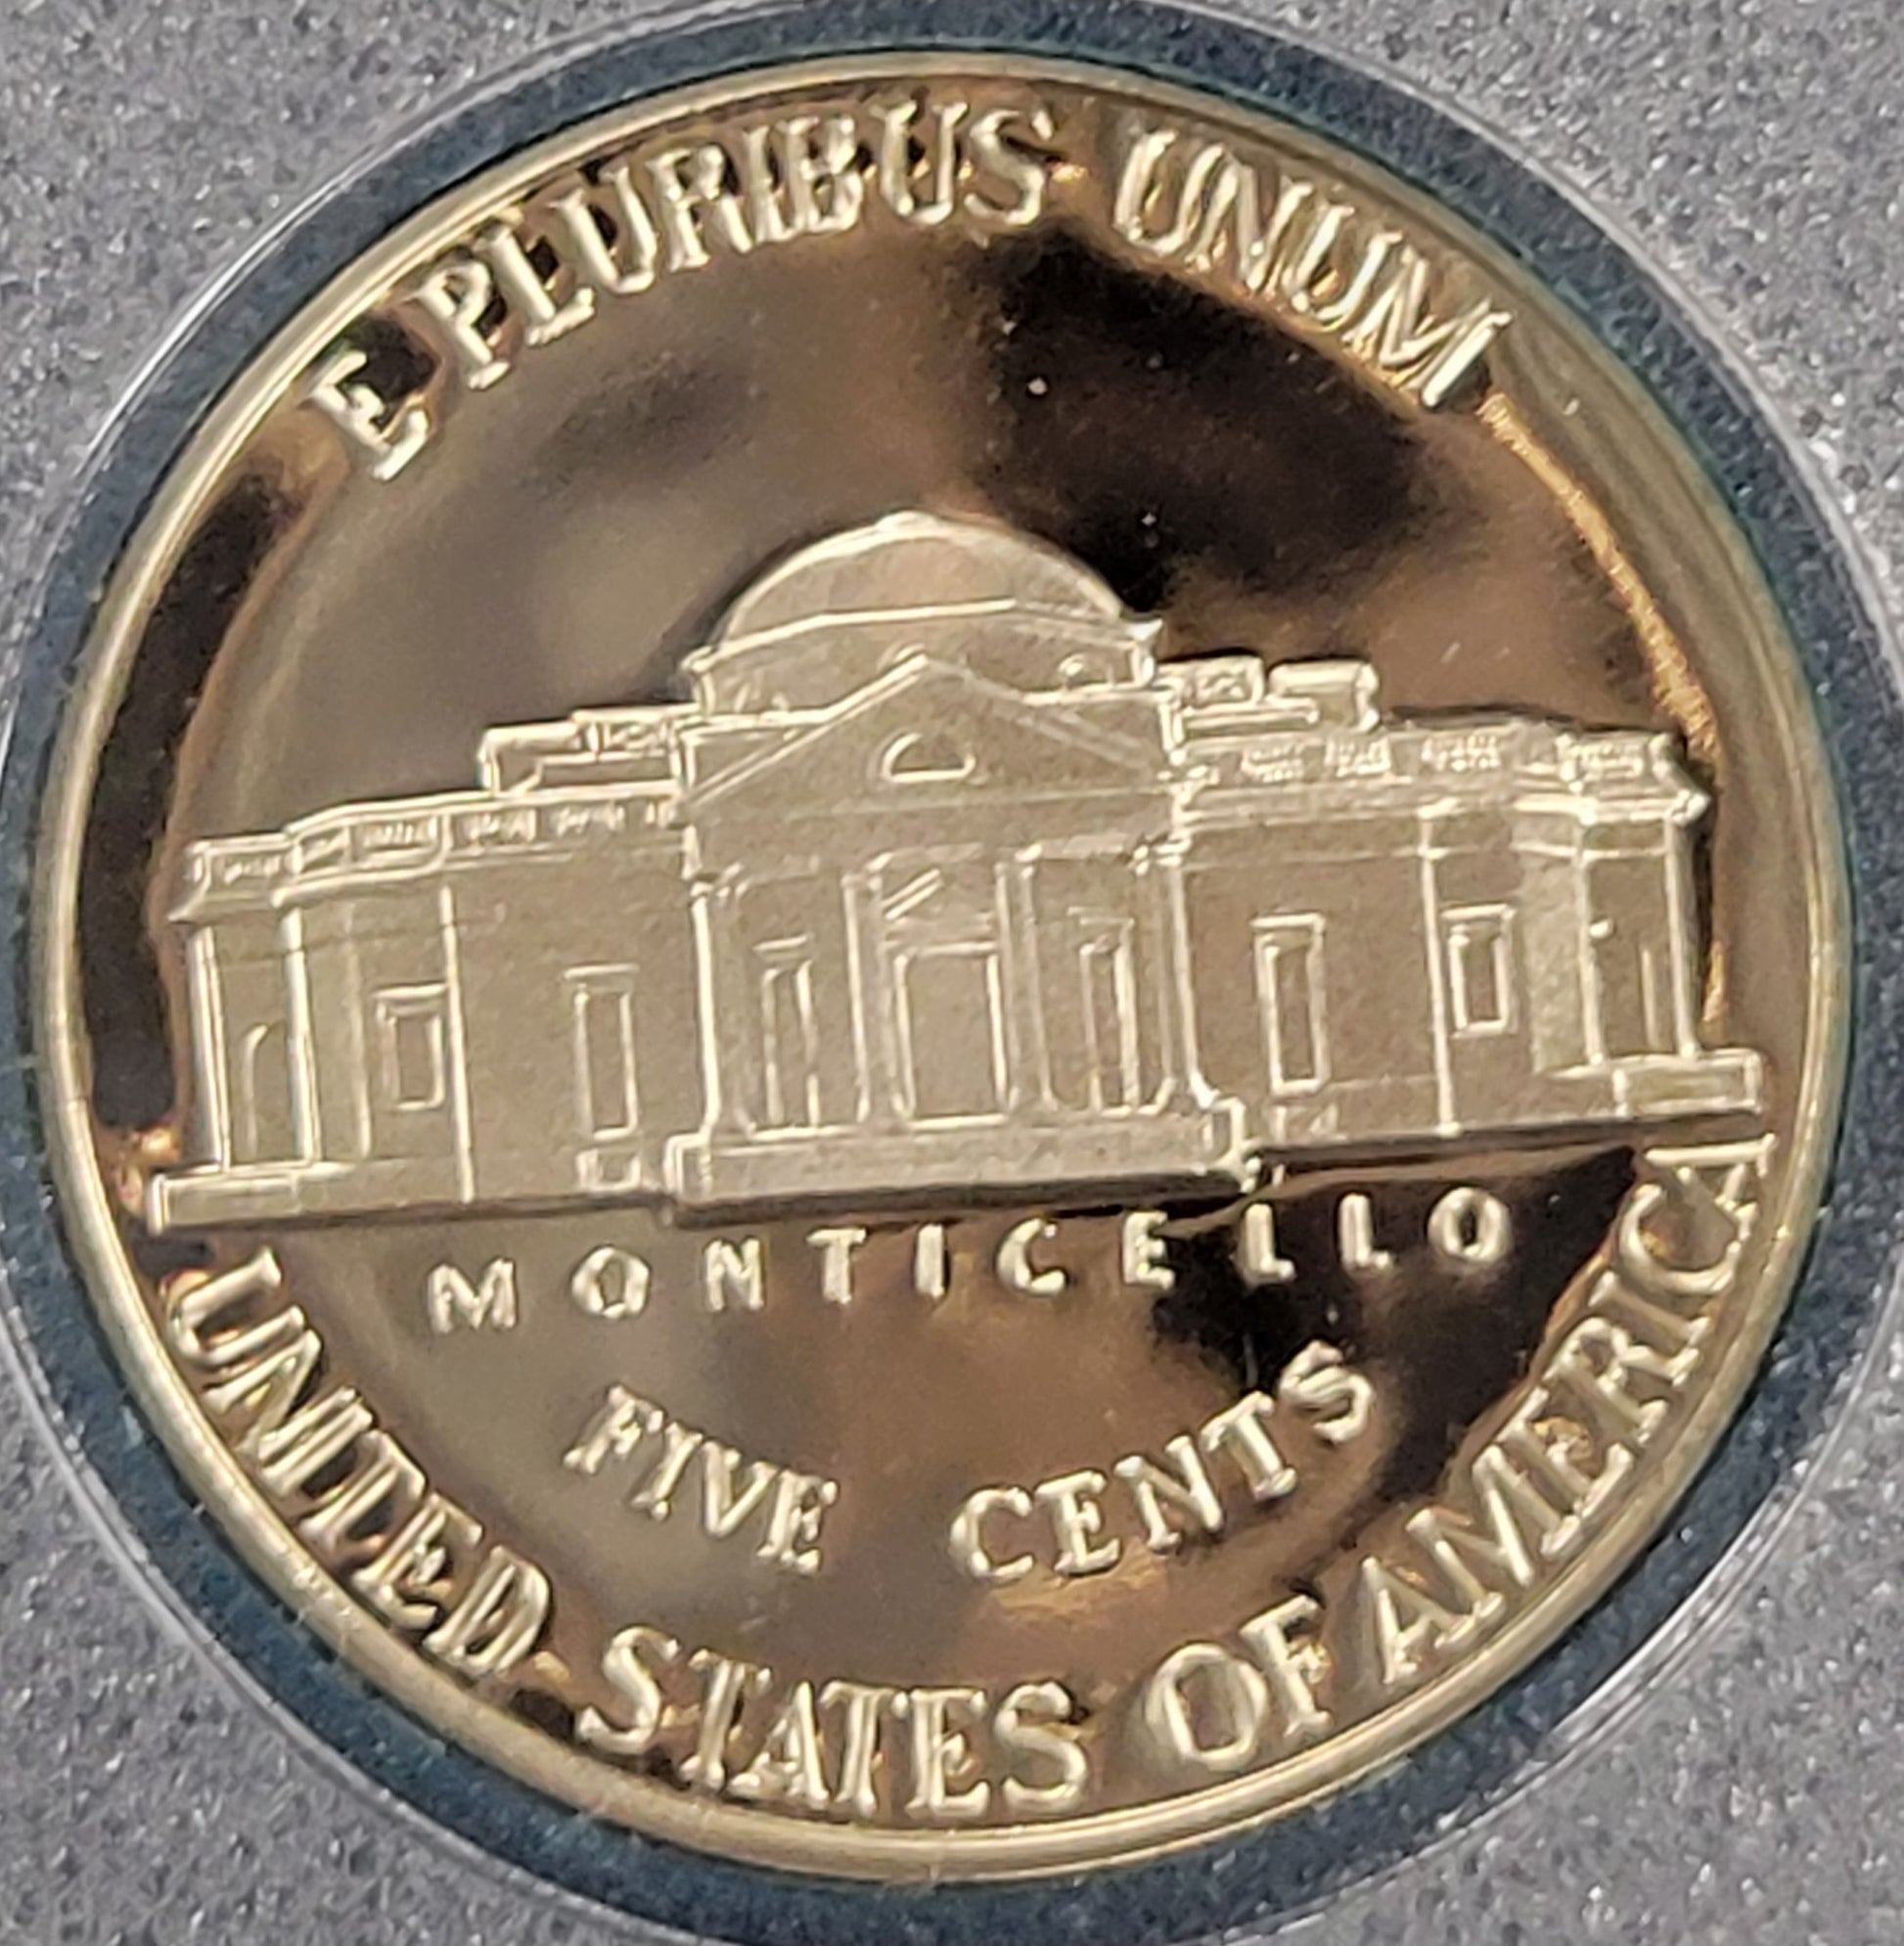 E PLURIBUS UNUM
MONTICELLO
FIVE CENTS
UNITED STATES OF AMERICA